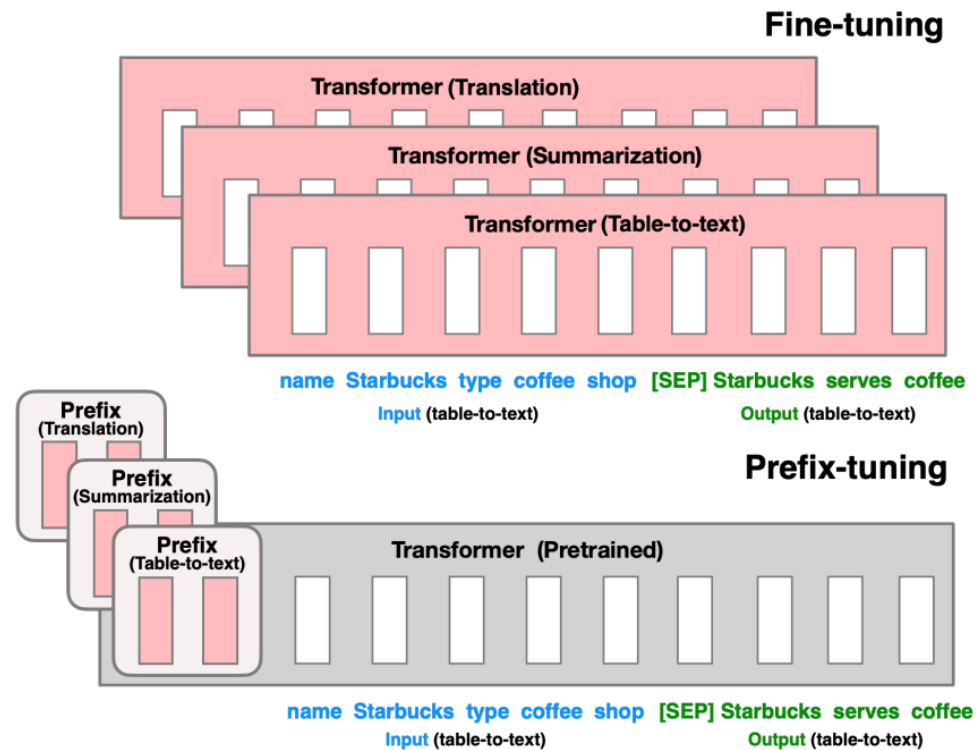 Fine-tuning
Transformer (Translation)
Transformer (Summarization)
Transformer (Table-to-text)
name Starbucks type coffee shop [SEP] Starbucks serves coffee
Input (table-to-text) Output (table-to-text)
Prefix-tuning
Prefix
(Translation)
Prefix
(Summarization)
Prefix
(Table-to-text)
Transformer (Pretrained)
name Starbucks type coffee shop [SEP] Starbucks serves coffee
Input (table-to-text) Output (table-to-text)